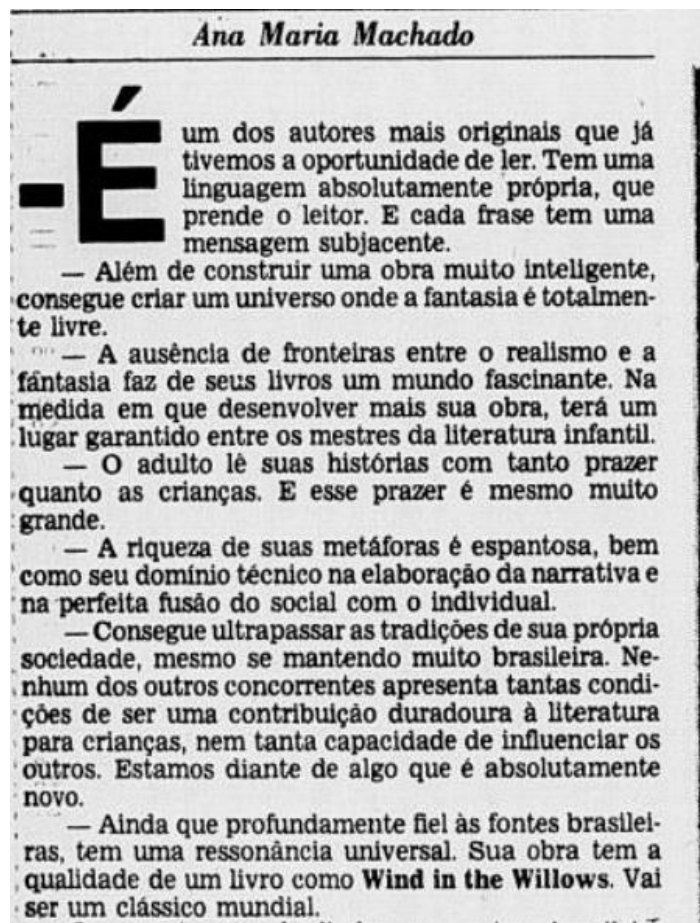 Ana Maria Machado
-É um dos autores mais originais que já
tivemos a oportunidade de ler. Tem uma
linguagem absolutamente própria, que
prende o leitor. E cada frase tem uma
mensagem subjacente.
— Além de construir uma obra muito inteligente,
consegue criar um universo onde a fantasia é totalmen-
te livre.
— A ausência de fronteiras entre o realismo e a
fantasia faz de seus livros um mundo fascinante. Na
medida em que desenvolver mais sua obra, terá um
lugar garantido entre os mestres da literatura infantil.
— O adulto lê suas histórias com tanto prazer
quanto as crianças. E esse prazer é mesmo muito
grande.
— A riqueza de suas metáforas é espantosa, bem
como seu domínio técnico na elaboração da narrativa e
na perfeita fusão do social com o individual.
— Consegue ultrapassar as tradições de sua própria
sociedade, mesmo se mantendo muito brasileira. Ne-
nhum dos outros concorrentes apresenta tantas condi-
ções de ser uma contribuição duradoura à literatura
para crianças, nem tanta capacidade de influenciar os
outros. Estamos diante de algo que é absolutamente
novo.
— Ainda que profundamente fiel às fontes brasilei-
ras, tem uma ressonância universal. Sua obra tem a
qualidade de um livro como Wind in the Willows. Vai
ser um clássico mundial.